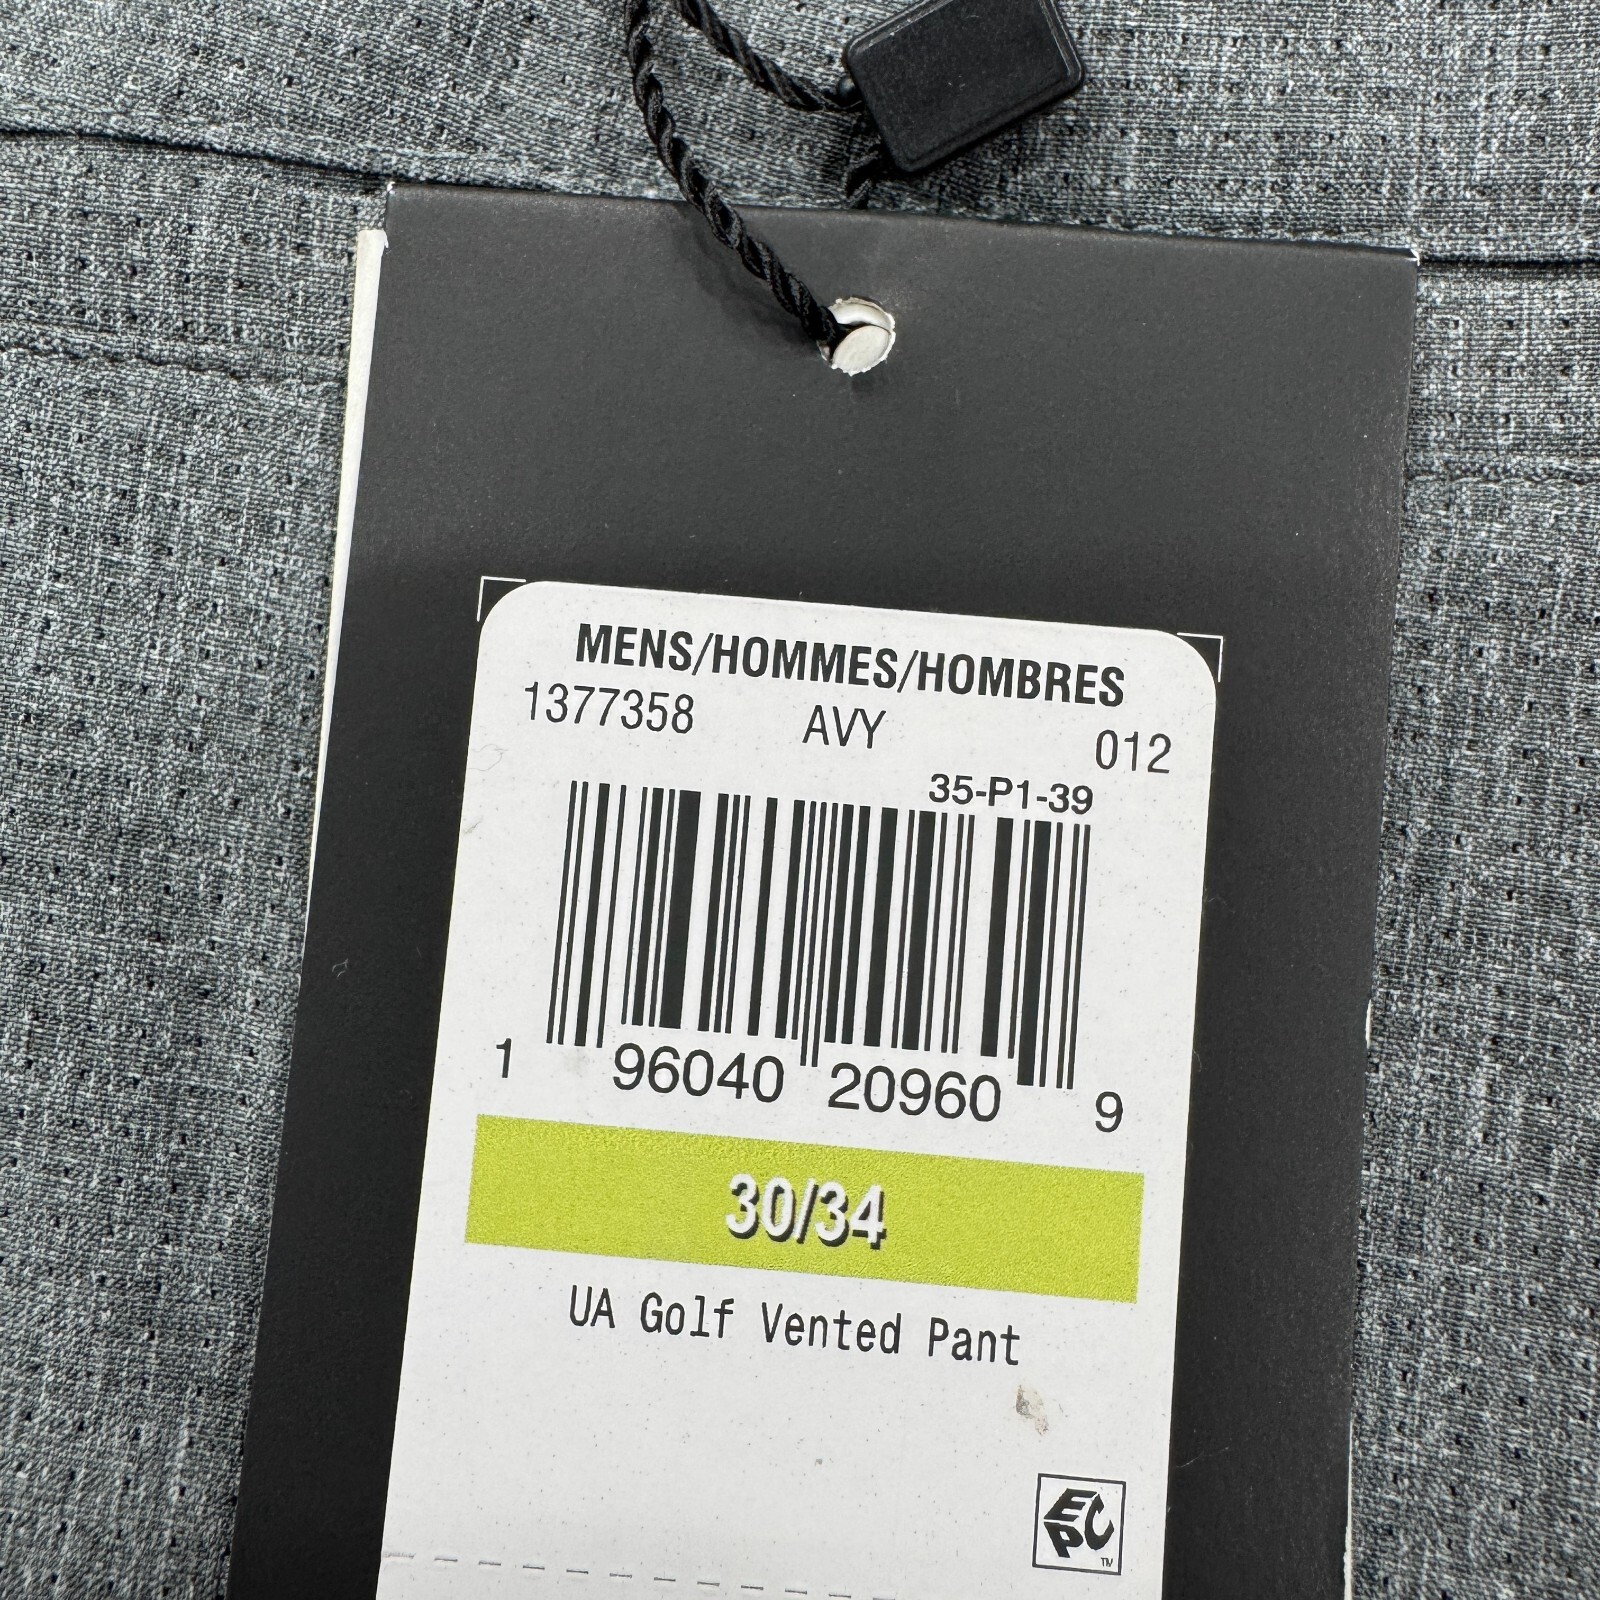 MENS/HOMMES/HOMBRES
1377358 AVY 012
35-P1-39
1 96040 20960 9
30/34
UA Golf Vented Pant
EPC
TM